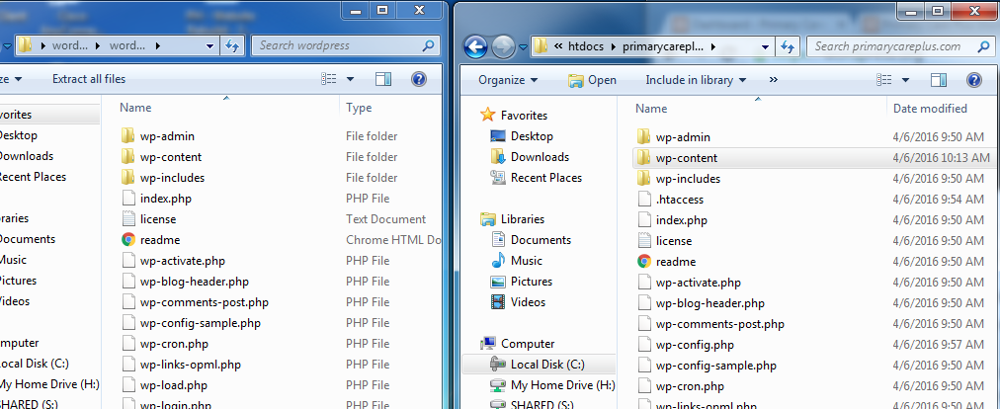 word... word... Search wordpress
ze Extract all files
vorites
Desktop
Downloads
Recent Places
raries
Documents
Music
Pictures
Videos
mputer
Local Disk (C:)
My Home Drive (H:)
SHARED (S:)
Name Type
wp-admin File folder
wp-content File folder
wp-includes File folder
index.php PHP File
license Text Document
readme Chrome HTML Do
wp-activate.php PHP File
wp-blog-header.php PHP File
wp-comments-post.php PHP File
wp-config-sample.php PHP File
wp-cron.php PHP File
wp-links-opml.php PHP File
wp-load.php PHP File
wp-login.php PHP File
« htdocs primarycarepl... Search primarycareplus.com
Organize Open Include in library »
Favorites
Desktop
Downloads
Recent Places
Libraries
Documents
Music
Pictures
Videos
Computer
Local Disk (C:)
My Home Drive (H:)
SHARED (S:)
Name Date modified
wp-admin 4/6/2016 9:50 AM
wp-content 4/6/2016 10:13 AM
wp-includes 4/6/2016 9:50 AM
.htaccess 4/6/2016 9:54 AM
index.php 4/6/2016 9:50 AM
license 4/6/2016 9:50 AM
readme 4/6/2016 9:50 AM
wp-activate.php 4/6/2016 9:50 AM
wp-blog-header.php 4/6/2016 9:50 AM
wp-comments-post.php 4/6/2016 9:50 AM
wp-config.php 4/6/2016 9:57 AM
wp-config-sample.php 4/6/2016 9:50 AM
wp-cron.php 4/6/2016 9:50 AM
wp-links-opml.php 4/6/2016 9:50 AM